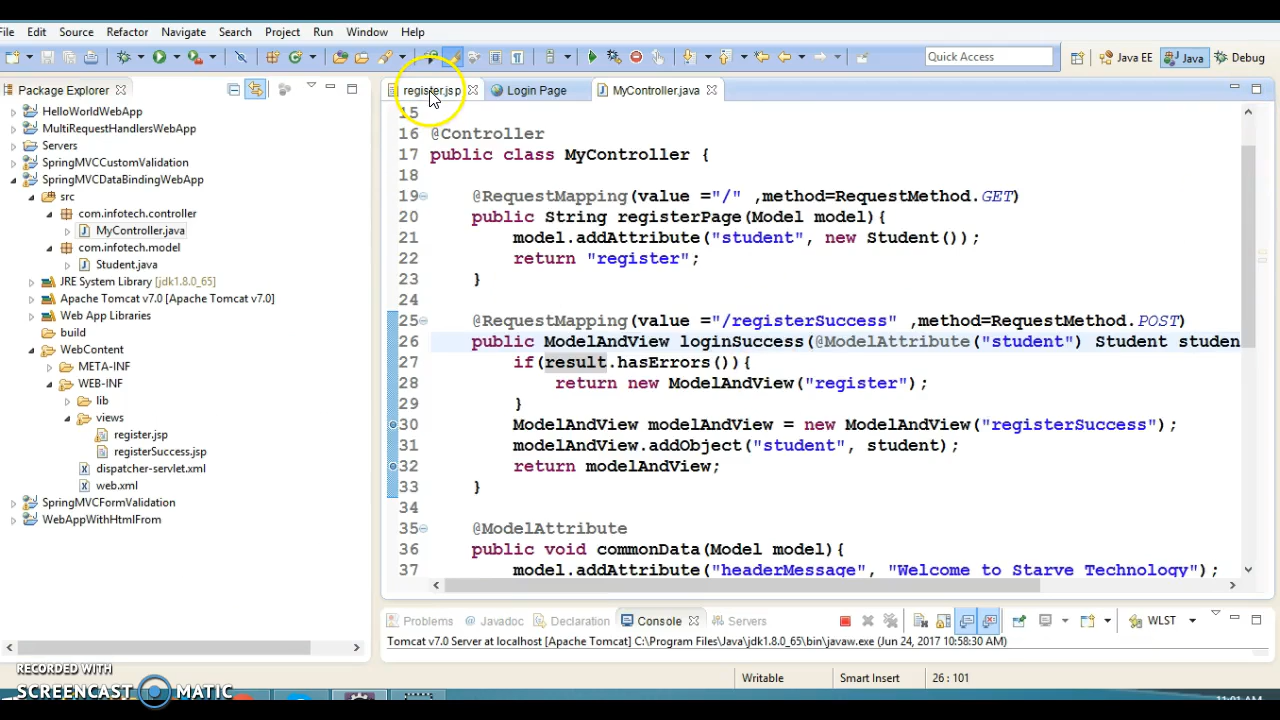 File Edit Source Refactor Navigate Search Project Run Window Help
Quick Access Java EE Java Debug
Package Explorer register.jsp Login Page MyController.java
HelloWorldWebApp
MultiRequestHandlersWebApp
Servers
SpringMVCCustomValidation
SpringMVCDataBindingWebApp
src
com.infotech.controller
MyController.java
com.infotech.model
Student.java
JRE System Library [jdk1.8.0_65]
Apache Tomcat v7.0 [Apache Tomcat v7.0]
Web App Libraries
build
WebContent
META-INF
WEB-INF
lib
views
register.jsp
registerSuccess.jsp
dispatcher-servlet.xml
web.xml
SpringMVCFormValidation
WebAppWithHtmlFrom
15
16 @Controller
17 public class MyController {
18
19 @RequestMapping(value ="/" ,method=RequestMethod.GET)
20 public String registerPage(Model model){
21 model.addAttribute("student", new Student());
22 return "register";
23 }
24
25 @RequestMapping(value ="/registerSuccess" ,method=RequestMethod.POST)
26 public ModelAndView loginSuccess(@ModelAttribute("student") Student studen
27 if(result.hasErrors()){
28 return new ModelAndView("register");
29 }
30 ModelAndView modelAndView = new ModelAndView("registerSuccess");
31 modelAndView.addObject("student", student);
32 return modelAndView;
33 }
34
35 @ModelAttribute
36 public void commonData(Model model){
37 model.addAttribute("headerMessage", "Welcome to Starve Technology");
Problems Javadoc Declaration Console Servers WLST
Tomcat v7.0 Server at localhost [Apache Tomcat] C:\Program Files\Java\jdk1.8.0_65\bin\javaw.exe (Jun 24, 2017 10:58:30 AM)
Writable Smart Insert 26 : 101
RECORDED WITH
SCREENCAST MATIC
11:01 AM